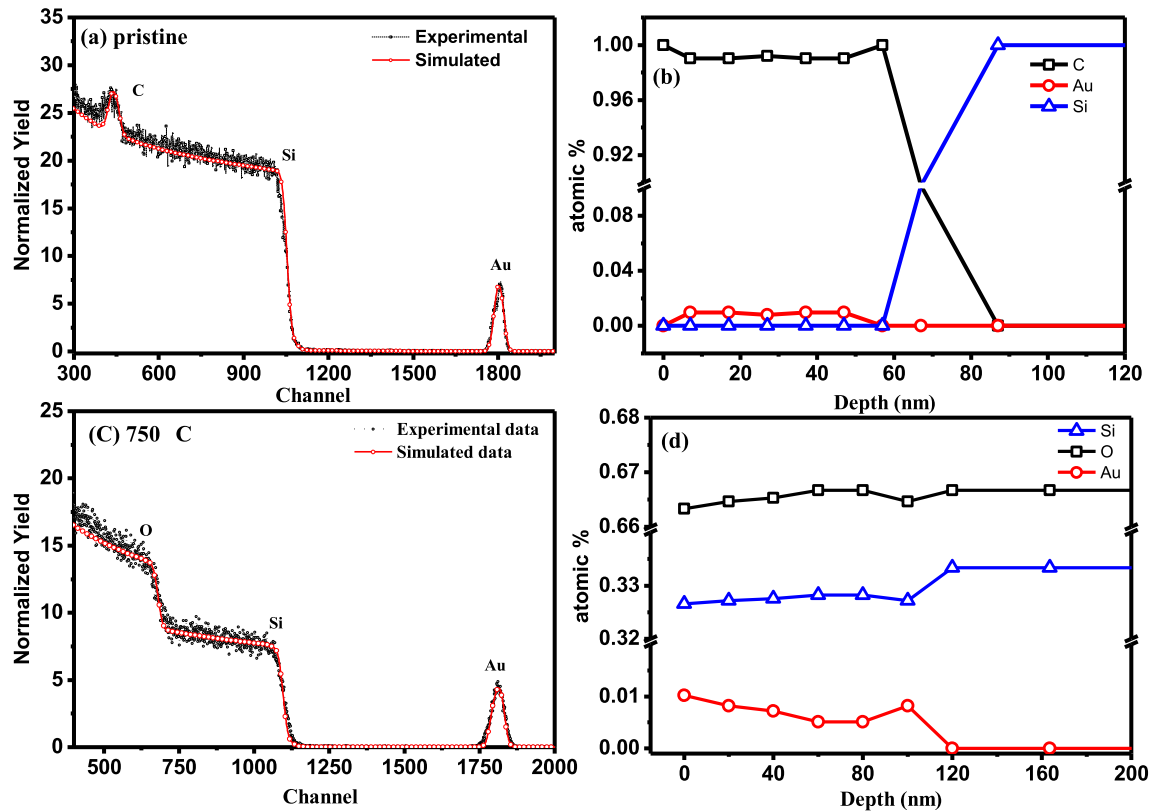 (a) pristine
Experimental
Simulated
C
Si
Au
35
30
25
20
15
10
5
0
Normalized Yield
300 600 900 1200 1500 1800
Channel
(b)
C
Au
Si
1.00
0.96
0.92
0.08
0.04
0.00
atomic %
0 20 40 60 80 100 120
Depth (nm)
(C) 750 C
Experimental data
Simulated data
O
Si
Au
25
20
15
10
5
0
Normalized Yield
500 750 1000 1250 1500 1750 2000
Channel
(d)
Si
O
Au
0.68
0.67
0.66
0.33
0.32
0.01
0.00
atomic %
0 40 80 120 160 200
Depth (nm)